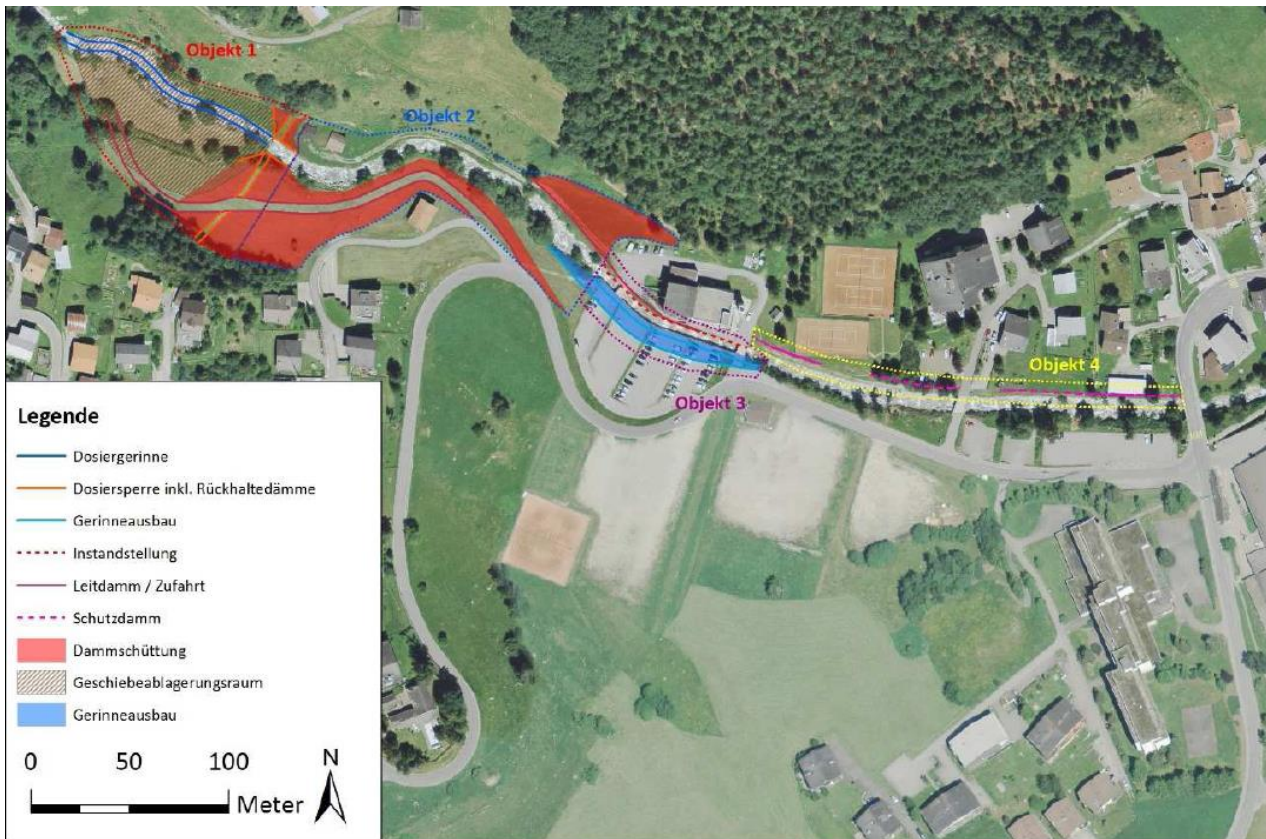 Objekt 1
Objekt 2
Objekt 4
Objekt 3
Legende
Dosiergerinne
Dosiersperre inkl. Rückhaltedämme
Gerinneausbau
Instandstellung
Leitdamm / Zufahrt
Schutzdamm
Dammschüttung
Geschiebeablagerungsraum
Gerinneausbau
0 50 100
Meter
N